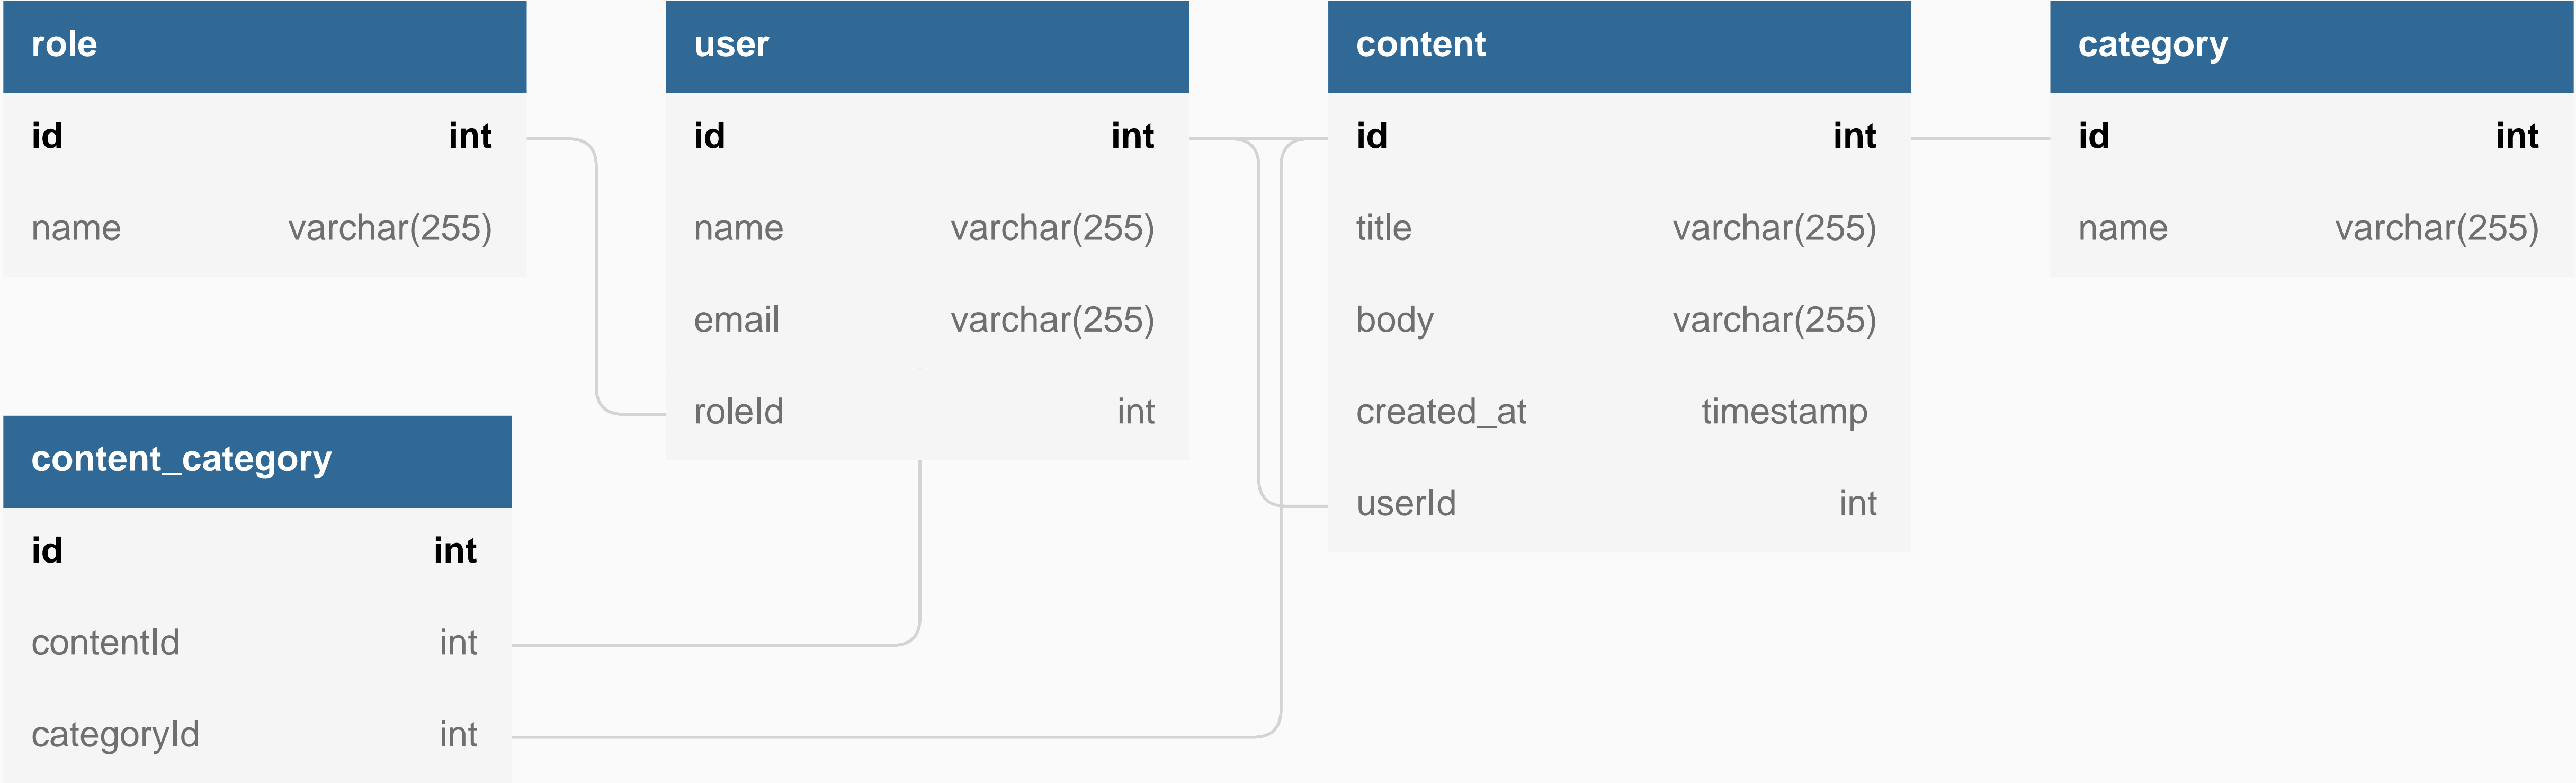 role
id int
name varchar(255)
user
id int
name varchar(255)
email varchar(255)
roleId int
content
id int
title varchar(255)
body varchar(255)
created_at timestamp
userId int
category
id int
name varchar(255)
content_category
id int
contentId int
categoryId int